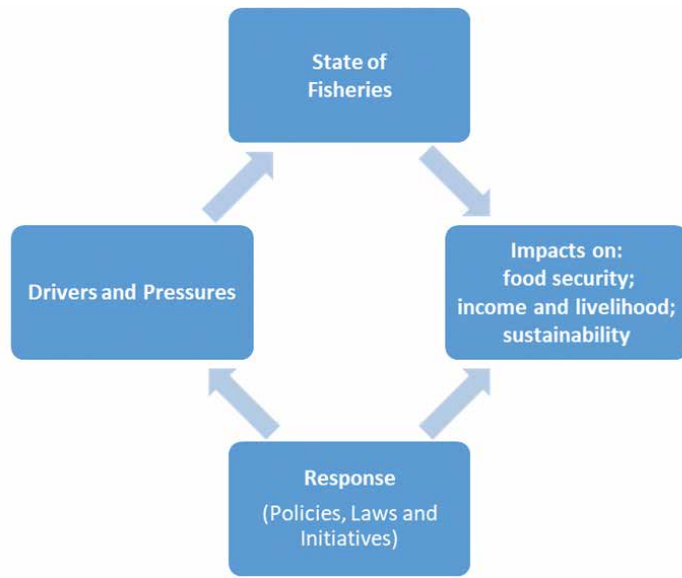 State of
Fisheries
Drivers and Pressures
Impacts on:
food security;
income and livelihood;
sustainability
Response
(Policies, Laws and
Initiatives)